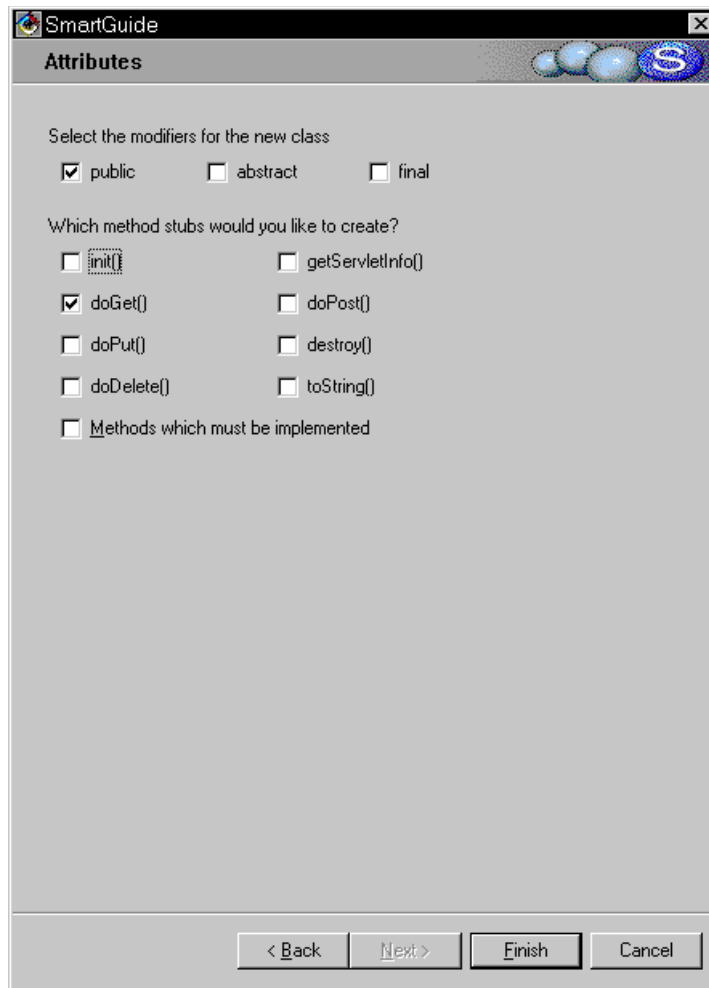 SmartGuide
Attributes
S
Select the modifiers for the new class
public abstract final
Which method stubs would you like to create?
init() getServletInfo()
doGet() doPost()
doPut() destroy()
doDelete() toString()
Methods which must be implemented
< Back Next > Finish Cancel